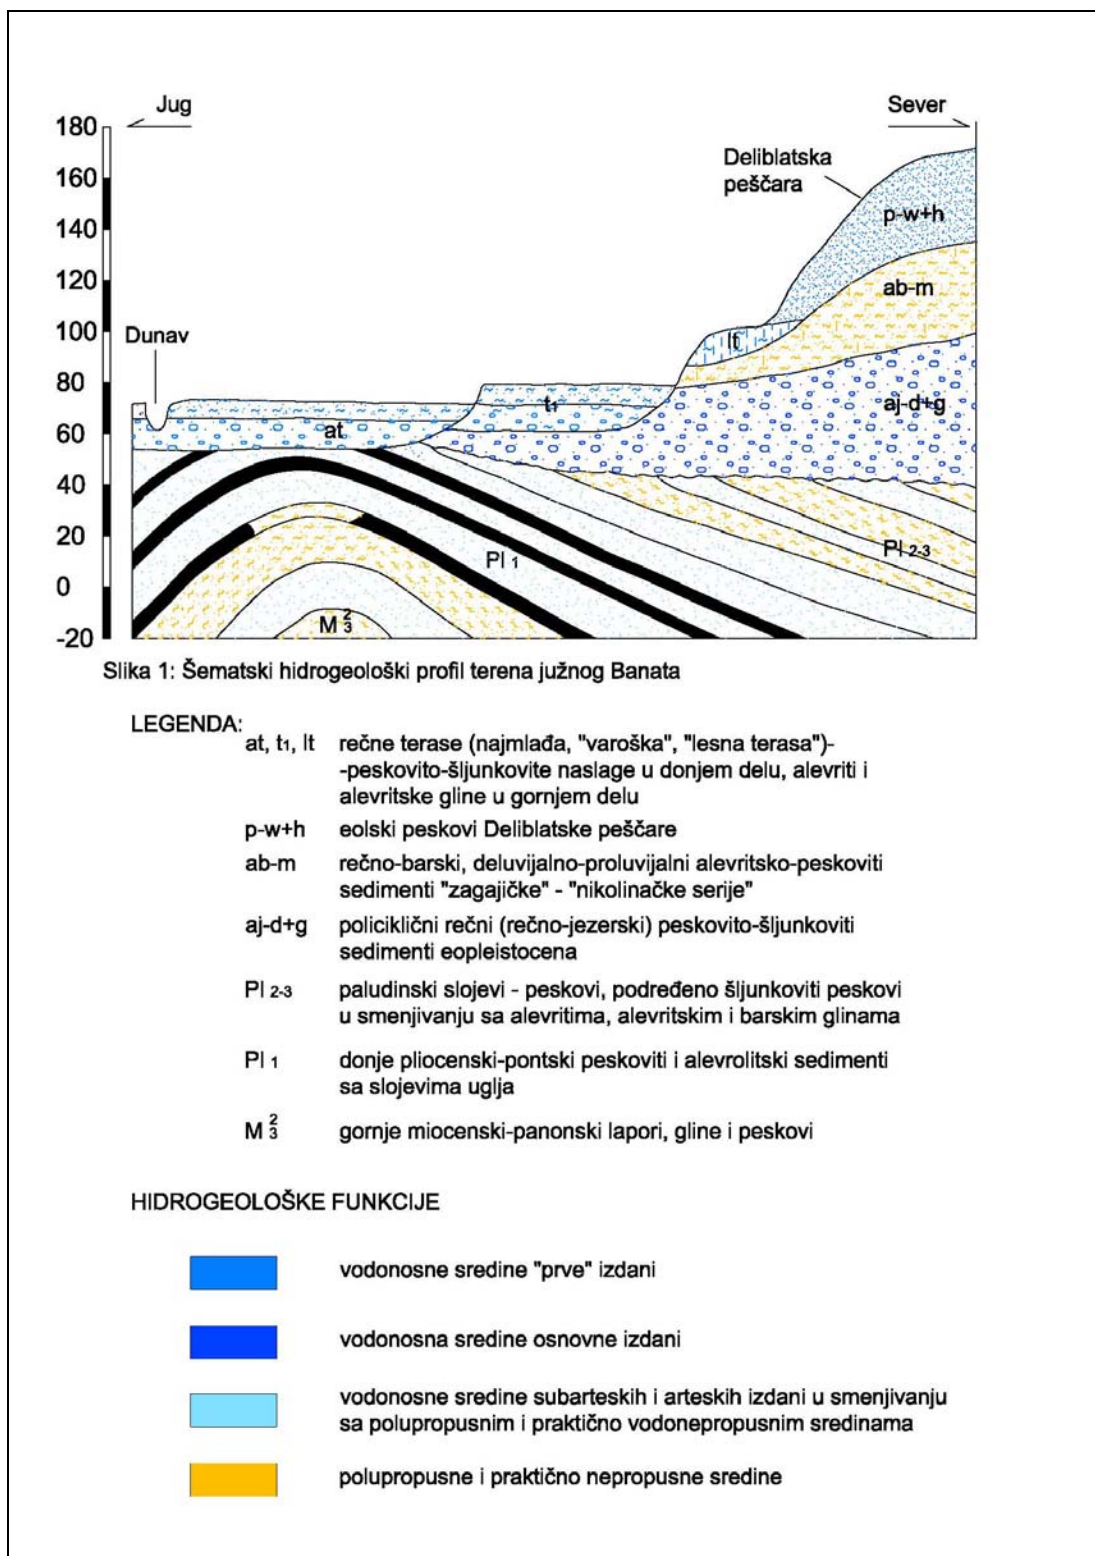 Jug
Sever
180
160
140
120
100
80
60
40
20
0
-20
Deliblatska
peščara
p-w+h
ab-m
Dunav
lt
t1
aj-d+g
at
Pl 1
Pl 2-3
M 2 3
Slika 1: Šematski hidrogeološki profil terena južnog Banata
LEGENDA:
at, t1, lt rečne terase (najmlađa, "varoška", "lesna terasa")-
-peskovito-šljunkovite naslage u donjem delu, alevriti i
alevritske gline u gornjem delu
p-w+h eolski peskovi Deliblatske peščare
ab-m rečno-barski, deluvijalno-proluvijalni alevritsko-peskoviti
sedimenti "zagajičke" - "nikolinačke serije"
aj-d+g policiklični rečni (rečno-jezerski) peskovito-šljunkoviti
sedimenti eopleistocena
Pl 2-3 paludinski slojevi - peskovi, podređeno šljunkoviti peskovi
u smenjivanju sa alevritima, alevritskim i barskim glinama
Pl 1 donje pliocenski-pontski peskoviti i alevrolitski sedimenti
sa slojevima uglja
M 2 3 gornje miocenski-panonski lapori, gline i peskovi
HIDROGEOLOŠKE FUNKCIJE
vodonosne sredine "prve" izdani
vodonosna sredine osnovne izdani
vodonosne sredine subarteskih i arteskih izdani u smenjivanju
sa polupropusnim i praktično vodonepropusnim sredinama
polupropusne i praktično nepropusne sredine